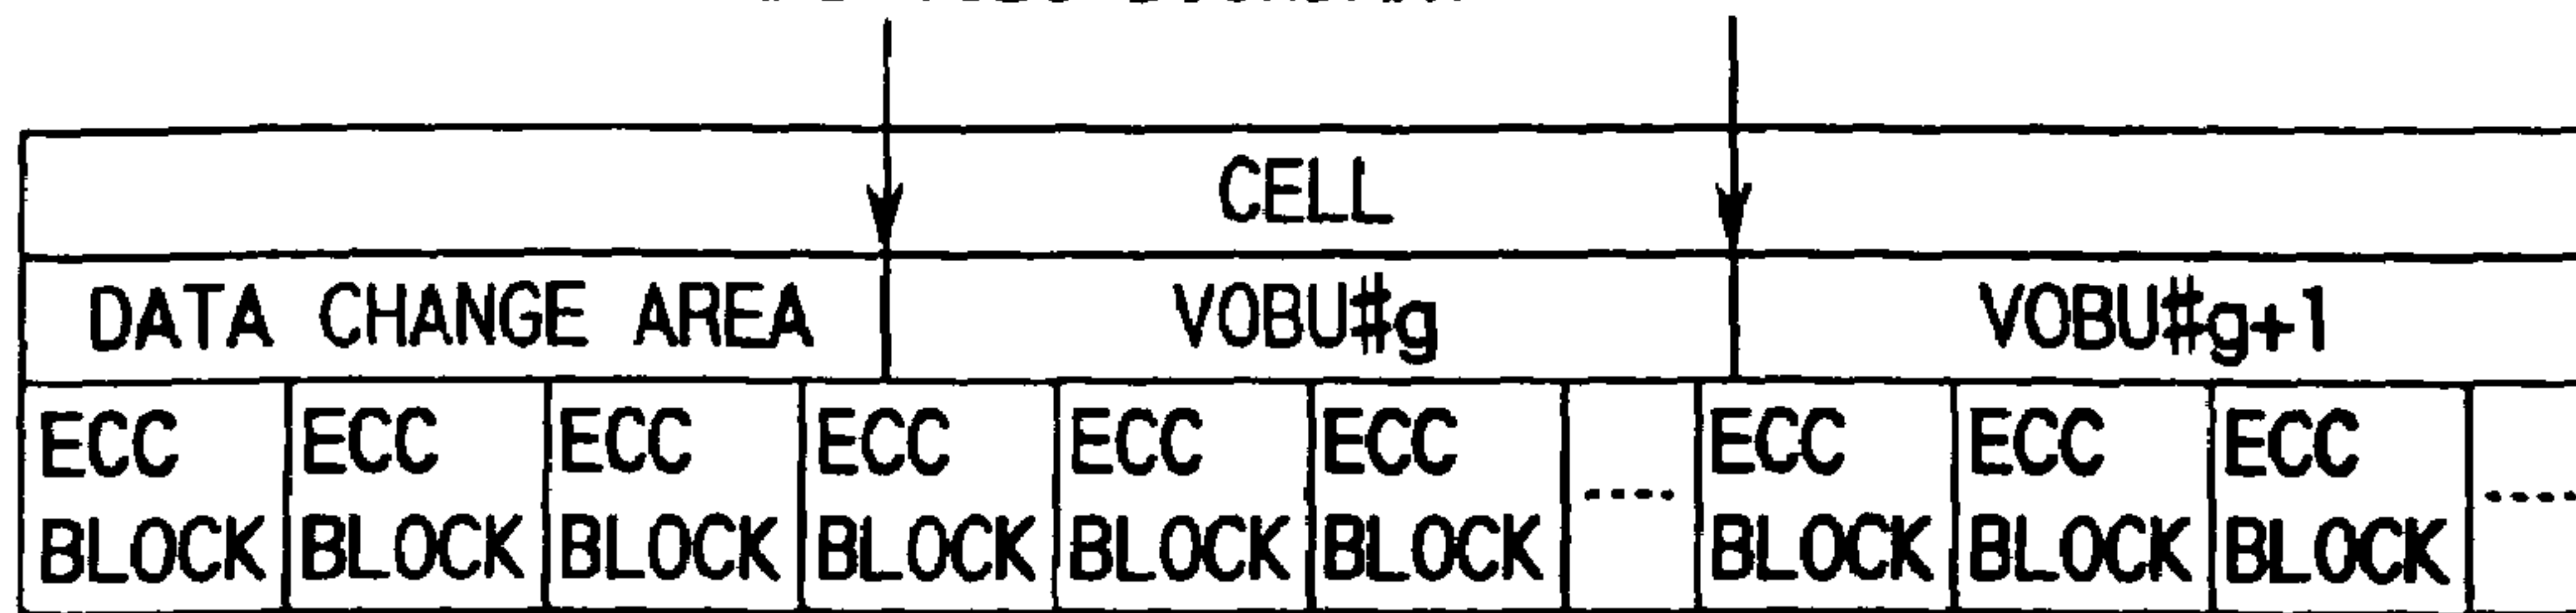 CELL
DATA CHANGE AREA VOBU#g VOBU#g+1
ECC ECC ECC ECC ECC ECC ECC ECC ECC
BLOCK BLOCK BLOCK BLOCK BLOCK BLOCK ···· BLOCK BLOCK BLOCK ····